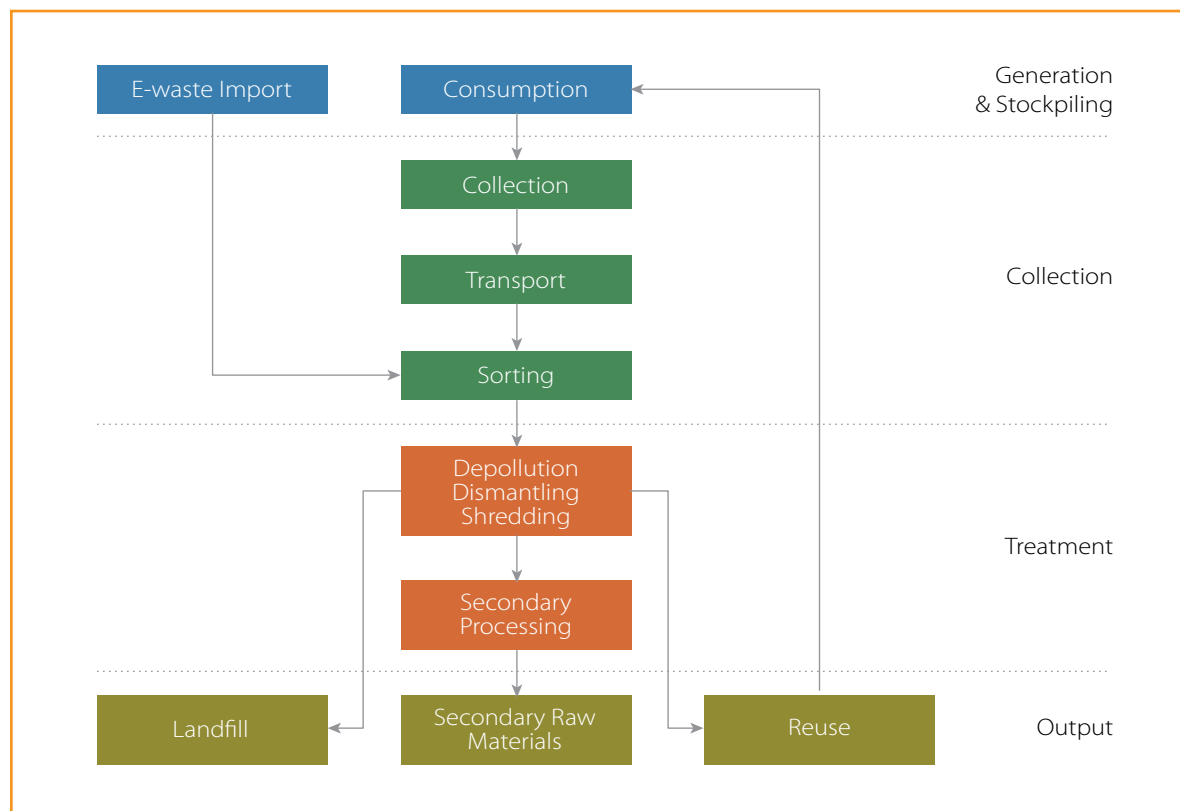 E-waste Import
Consumption
Generation
& Stockpiling
Collection
Transport
Collection
Sorting
Depollution
Dismantling
Shredding
Treatment
Secondary
Processing
Landfill
Secondary Raw
Materials
Reuse
Output